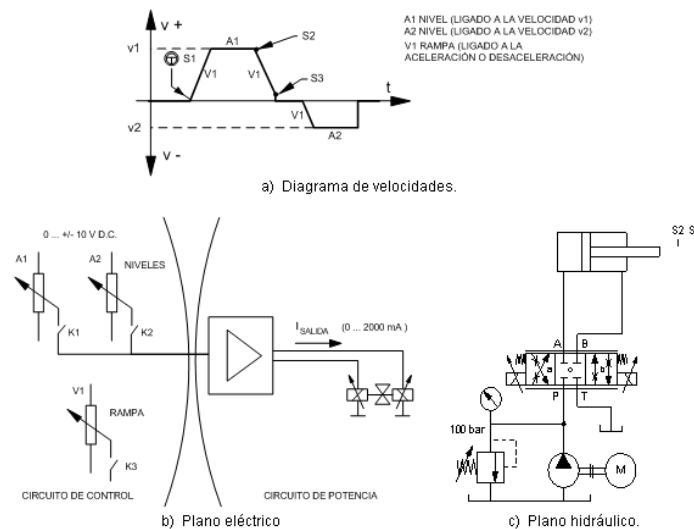 V +
A1
S2
v1
S1
V1
V1
S3
t
V1
v2
A2
V -
A1 NIVEL (LIGADO A LA VELOCIDAD v1)
A2 NIVEL (LIGADO A LA VELOCIDAD v2)
V1 RAMPA (LIGADO A LA
ACELERACIÓN O DESACELERACIÓN)
a) Diagrama de velocidades.
0 ... +/- 10 V D.C.
A1
A2
NIVELES
K1
K2
I SALIDA (0 ... 2000 mA)
V1
RAMPA
K3
CIRCUITO DE CONTROL
CIRCUITO DE POTENCIA
b) Plano eléctrico
S2 S
A B
a
o
b
P T
100 bar
M
c) Plano hidráulico.